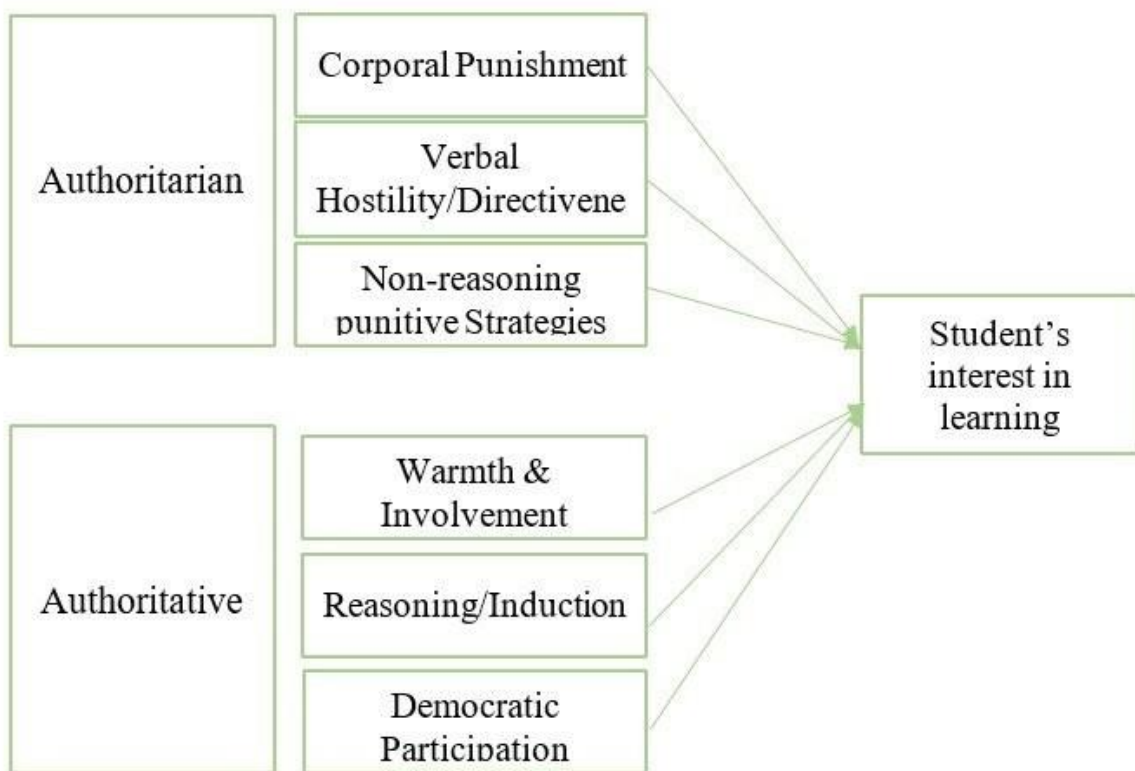 Authoritarian
Corporal Punishment
Verbal
Hostility/Directivene
Non-reasoning
punitive Strategies
Student's
interest in
learning
Authoritative
Warmth &
Involvement
Reasoning/Induction
Democratic
Participation